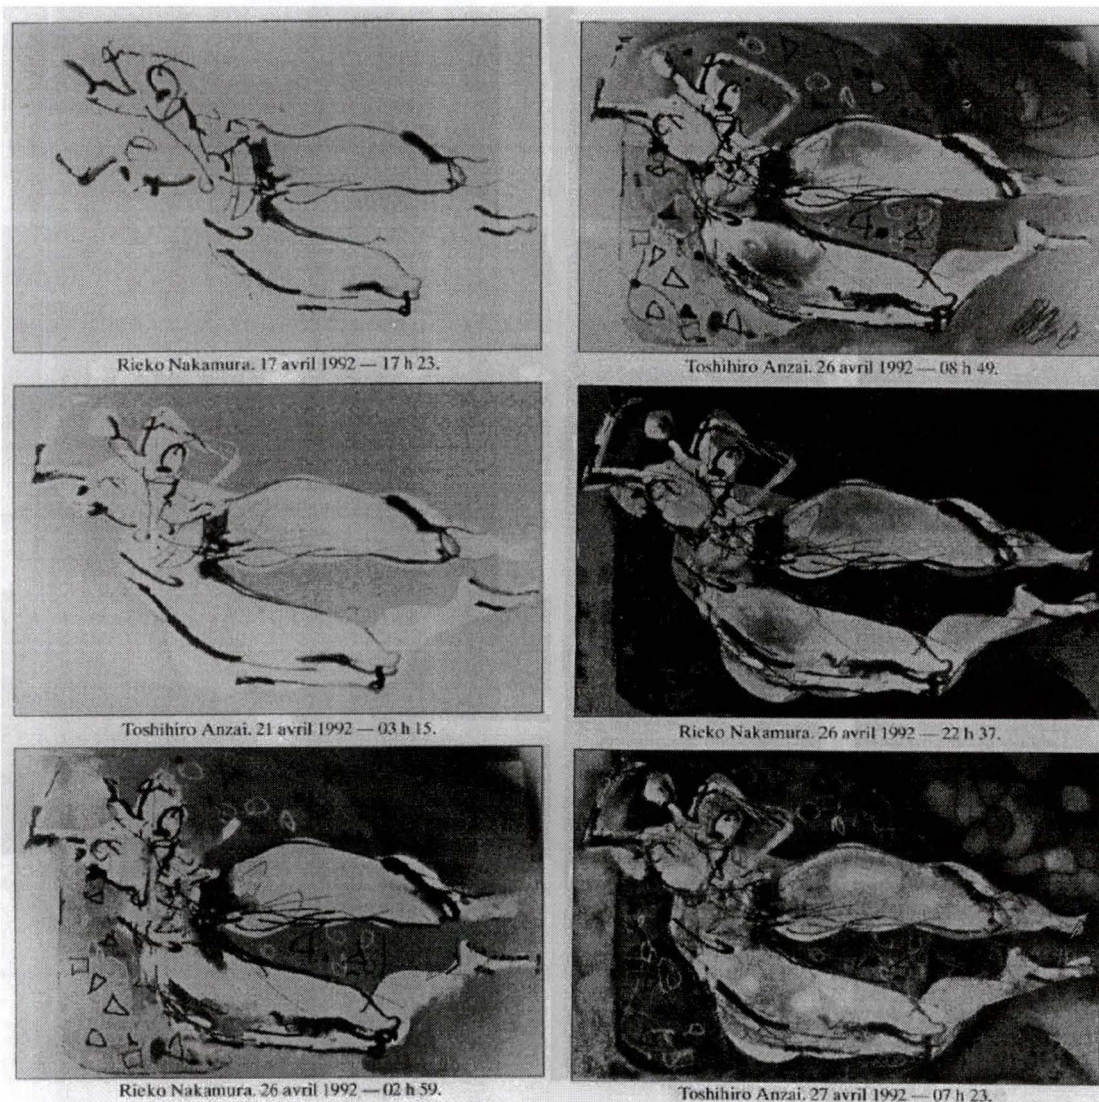 Rieko Nakamura. 17 avril 1992 — 17 h 23.
Toshihiro Anzai. 21 avril 1992 — 03 h 15.
Rieko Nakamura. 26 avril 1992 — 02 h 59.
Toshihiro Anzai. 26 avril 1992 — 08 h 49.
Rieko Nakamura. 26 avril 1992 — 22 h 37.
Toshihiro Anzai. 27 avril 1992 — 07 h 23.